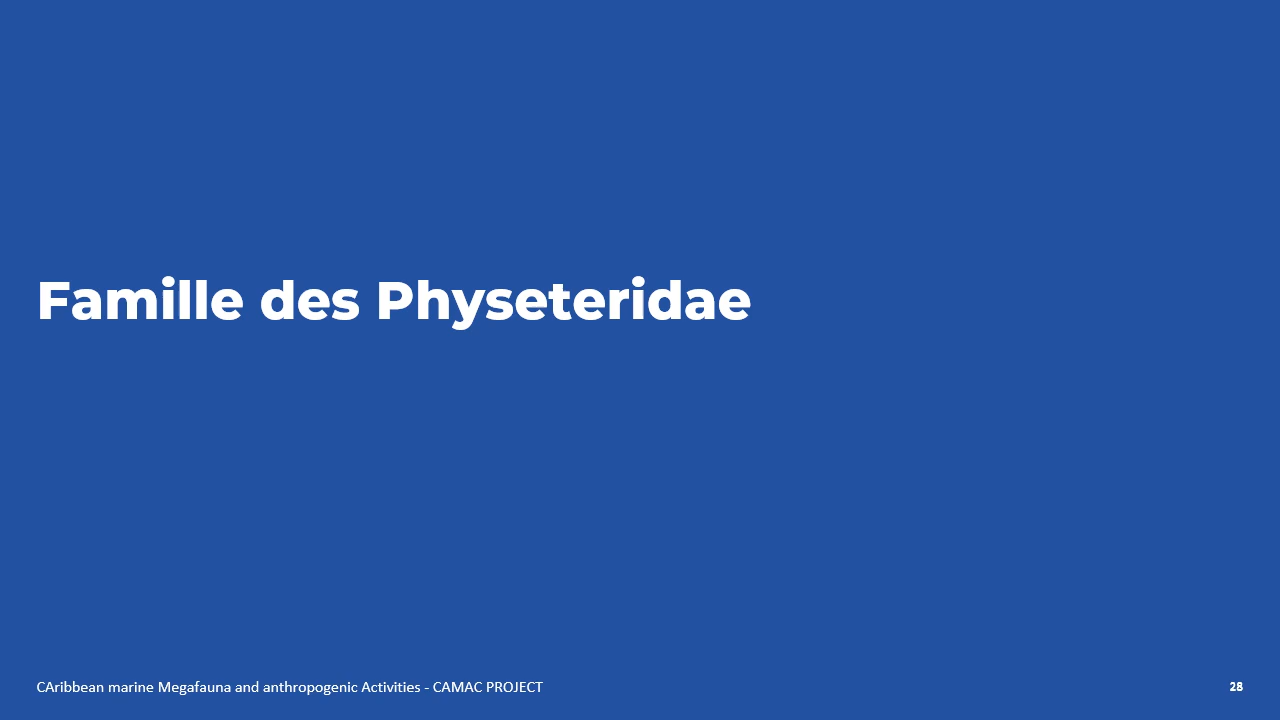 Famille des Physeteridae
CAribbean marine Megafauna and anthropogenic Activities - CAMAC PROJECT
28